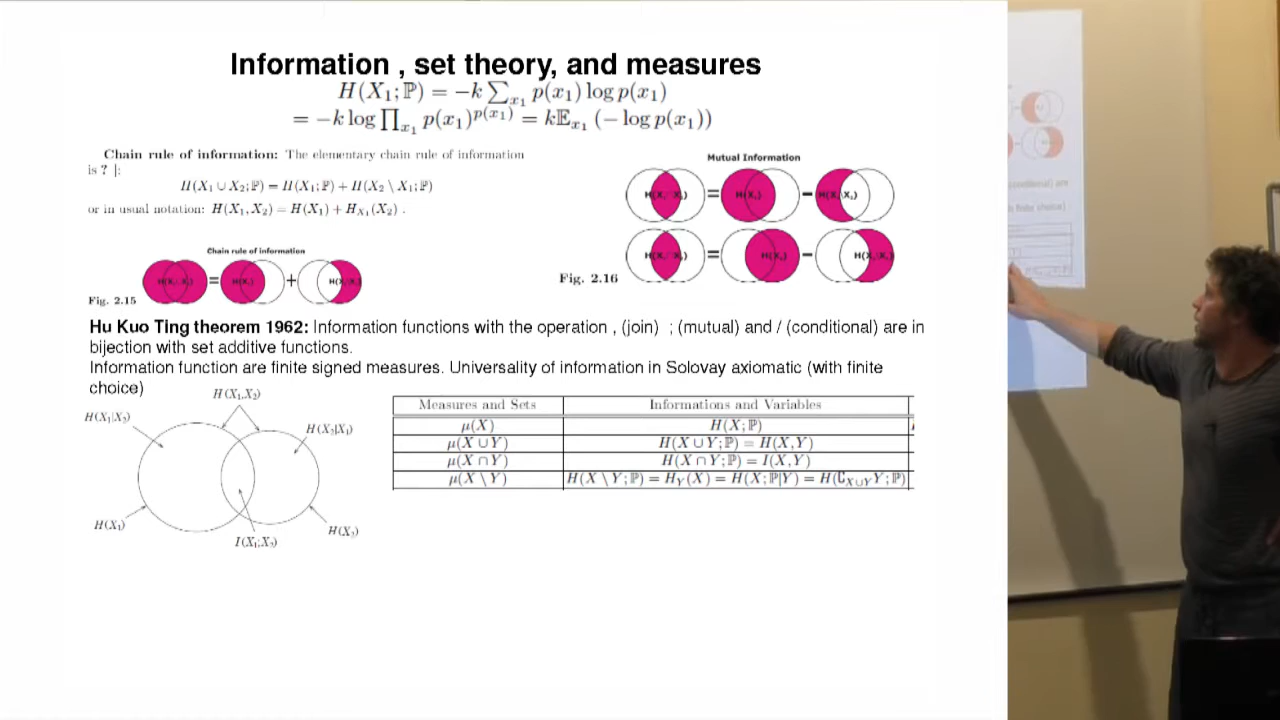 Information , set theory, and measures
H(X₁;ℙ) = −k ∑ₓ₁ p(x₁) log p(x₁)
= −k log ∏ₓ₁ p(x₁)^p(x₁) = k𝔼ₓ₁ (− log p(x₁))
Chain rule of information: The elementary chain rule of information
is ? |:
H(X₁ ∪ X₂;ℙ) = H(X₁;ℙ) + H(X₂ \ X₁;ℙ)
or in usual notation: H(X₁,X₂) = H(X₁) + H_X₁(X₂) .
Mutual Information
= H(X₁) −
= −
Fig. 2.16
Chain rule of information
= H(X₁) +
Fig. 2.15
Hu Kuo Ting theorem 1962: Information functions with the operation , (join) ; (mutual) and / (conditional) are in
bijection with set additive functions.
Information function are finite signed measures. Universality of information in Solovay axiomatic (with finite
choice)
H(X₁,X₂)
H(X₁|X₂)
H(X₂|X₁)
H(X₁)
H(X₂)
I(X₁;X₂)
Measures and Sets Informations and Variables
μ(X) H(X;ℙ)
μ(X ∪ Y) H(X ∪ Y;ℙ) = H(X,Y)
μ(X ∩ Y) H(X ∩ Y;ℙ) = I(X,Y)
μ(X \ Y) H(X \ Y;ℙ) = H_Y(X) = H(X;ℙ|Y) = H(∁_X∪Y Y;ℙ)